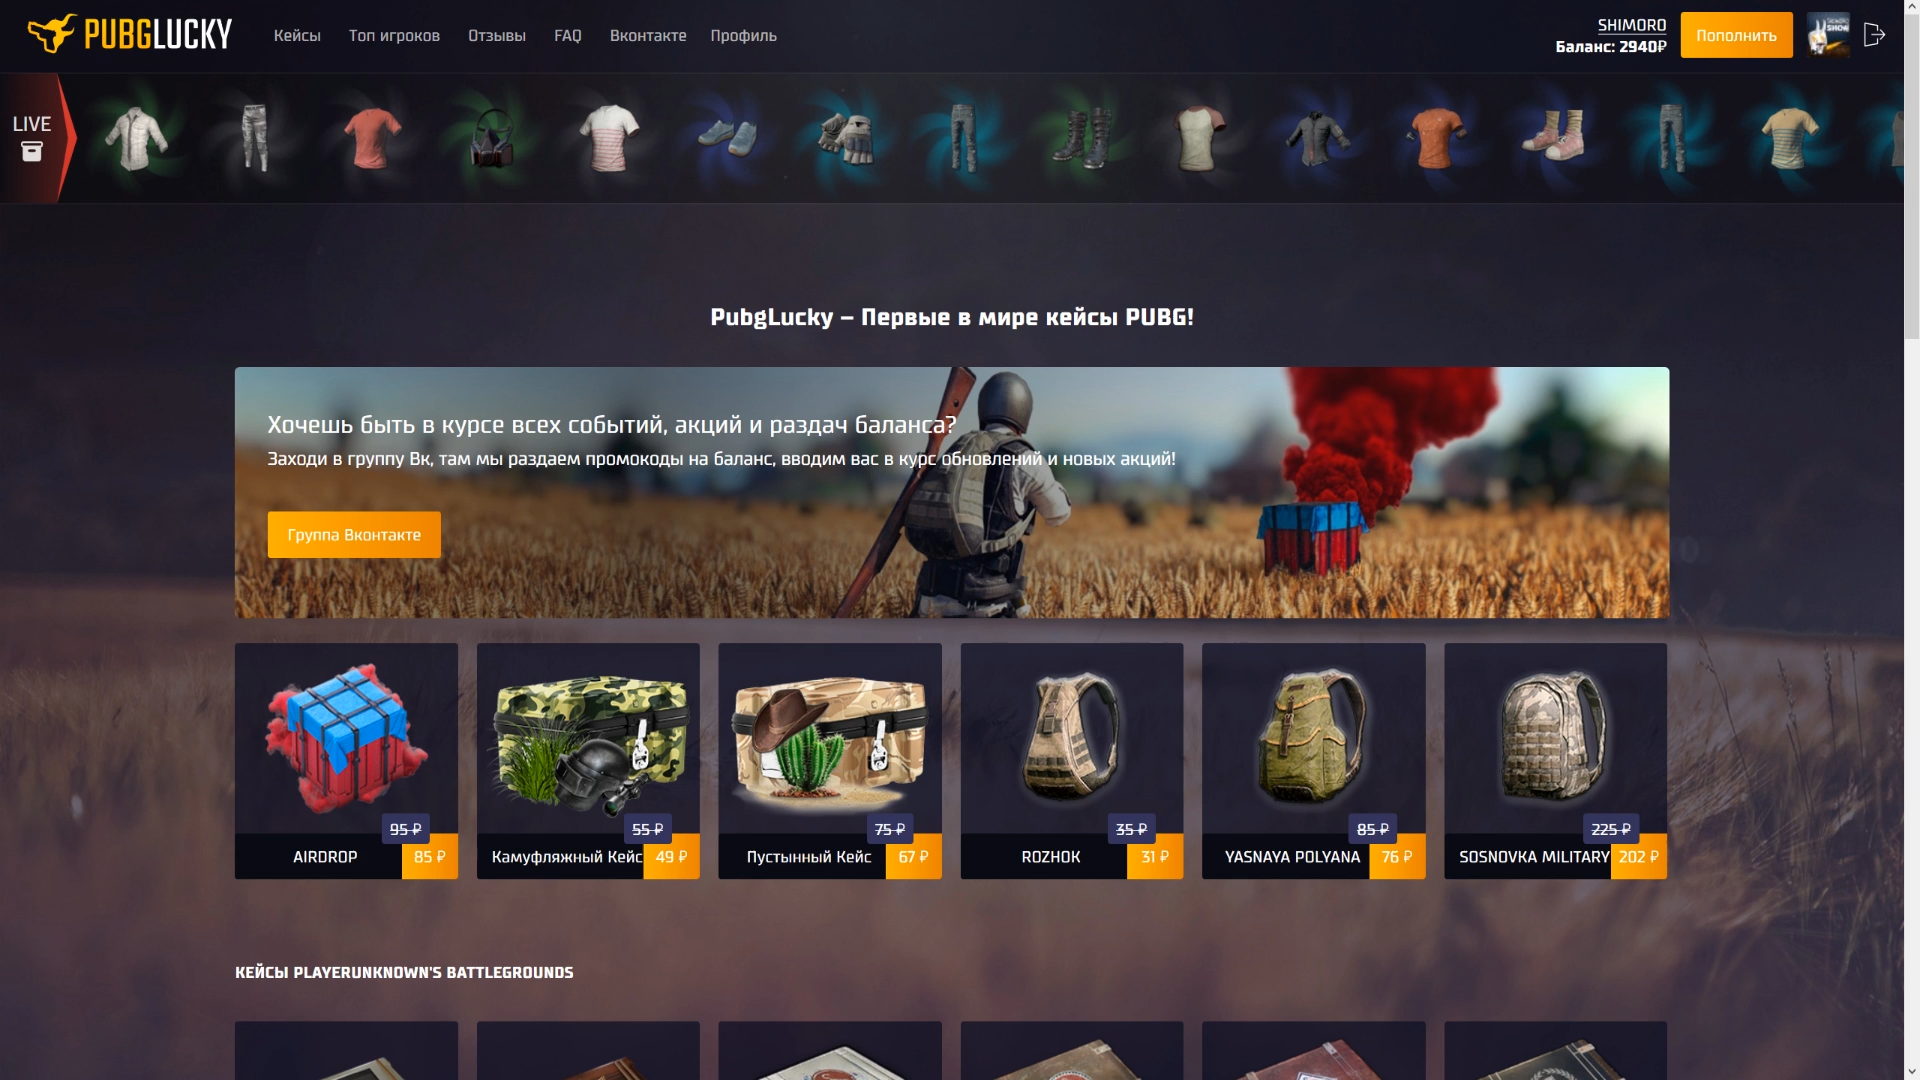 PUBGLUCKY
Кейсы
Топ игроков
Отзывы
FAQ
Вконтакте
Профиль
SHIMORO
Баланс: 2940₽
Пополнить
LIVE
PubgLucky – Первые в мире кейсы PUBG!
Хочешь быть в курсе всех событий, акций и раздач баланса?
Заходи в группу Вк, там мы раздаем промокоды на баланс, вводим вас в курс обновлений и новых акций!
Группа Вконтакте
95 ₽
AIRDROP
85 ₽
55 ₽
Камуфляжный Кейс
49 ₽
75 ₽
Пустынный Кейс
67 ₽
35 ₽
ROZHOK
31 ₽
85 ₽
YASNAYA POLYANA
76 ₽
225 ₽
SOSNOVKA MILITARY
202 ₽
КЕЙСЫ PLAYERUNKNOWN'S BATTLEGROUNDS